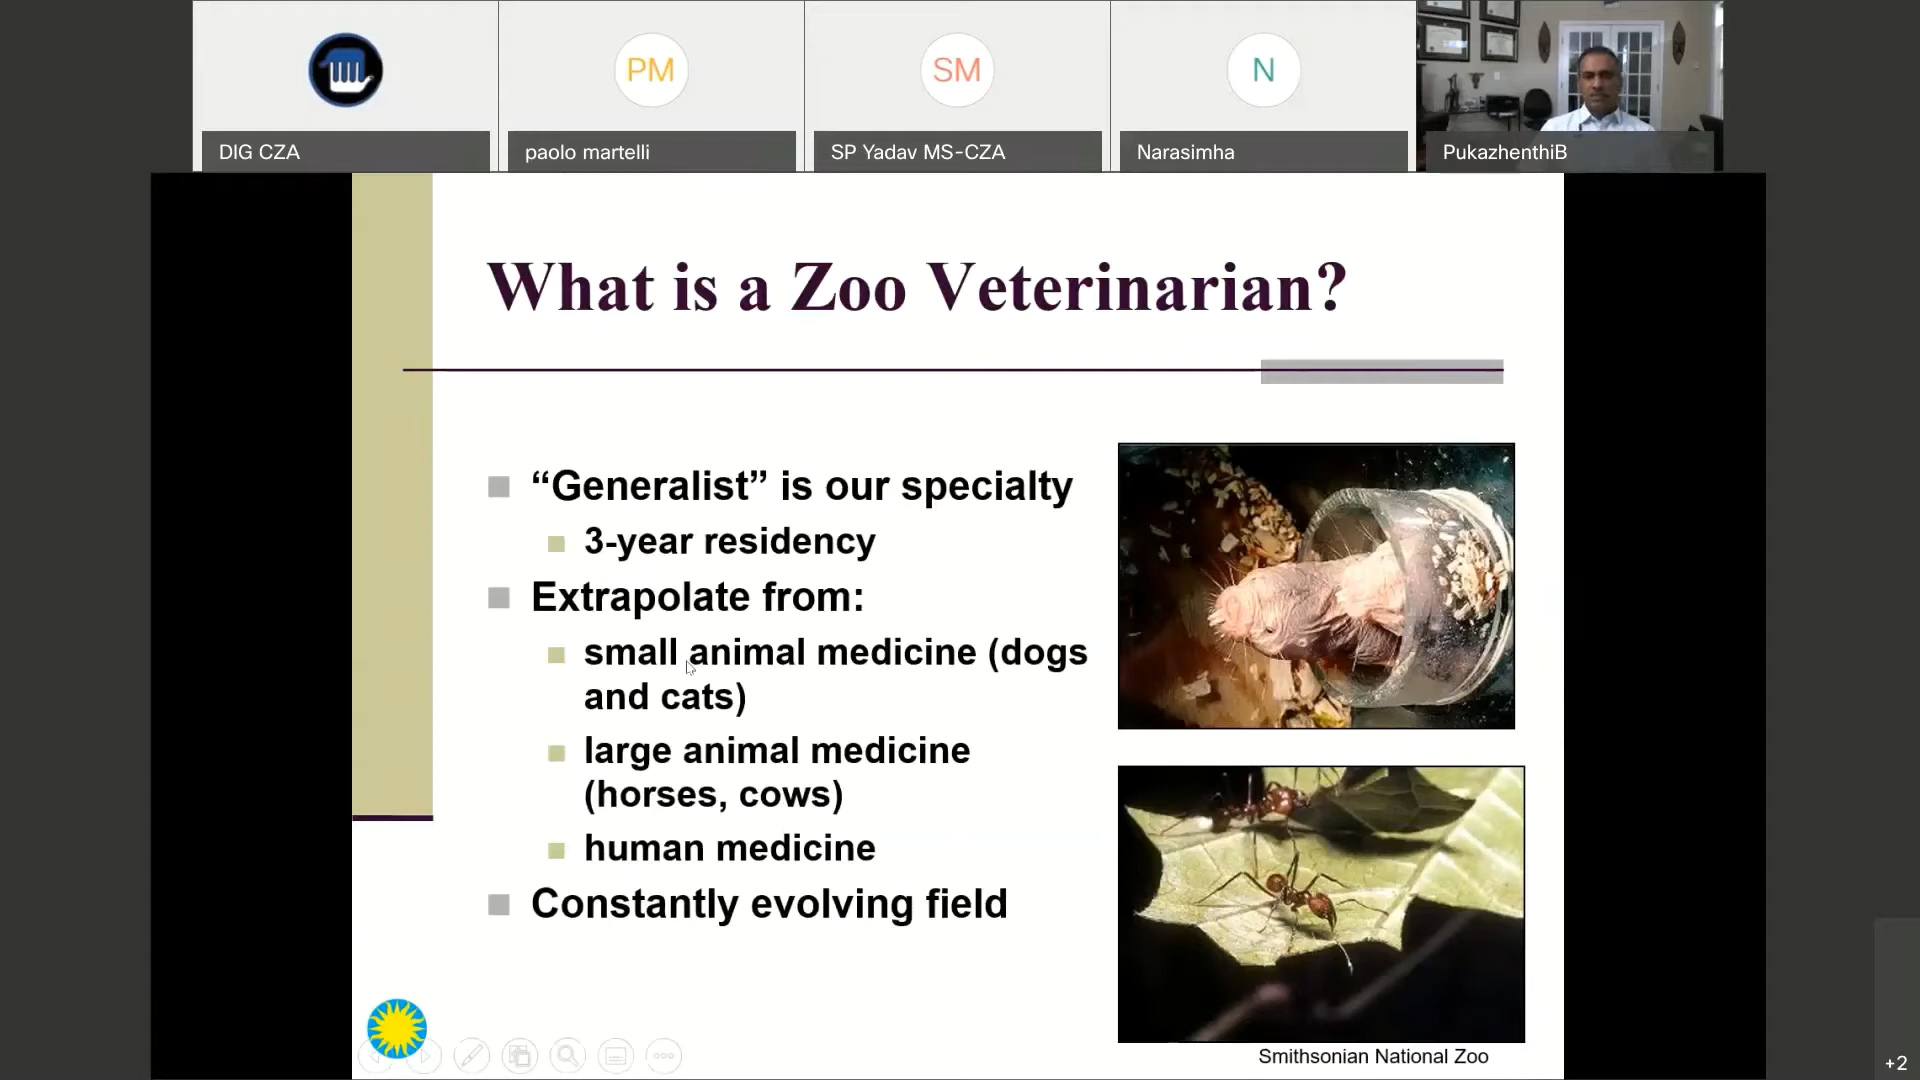 PM
SM
N
DIG CZA
paolo martelli
SP Yadav MS-CZA
Narasimha
PukazhenthiB
What is a Zoo Veterinarian?
“Generalist” is our specialty
3-year residency
Extrapolate from:
small animal medicine (dogs
and cats)
large animal medicine
(horses, cows)
human medicine
Constantly evolving field
Smithsonian National Zoo
+2